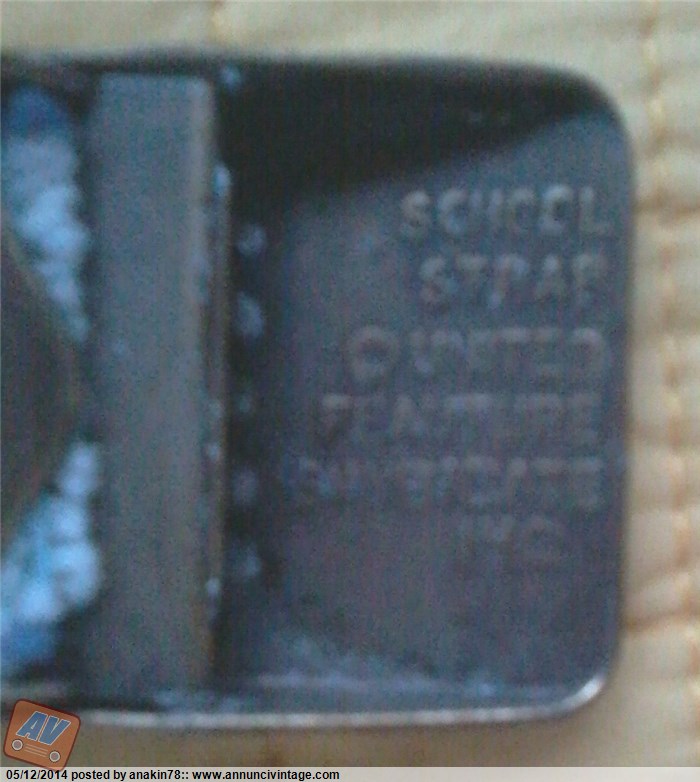 SCHOOL
STRAP
© UNITED
FEATURE
SYNDICATE
INC
AV
05/12/2014 posted by anakin78:: www.annuncivintage.com